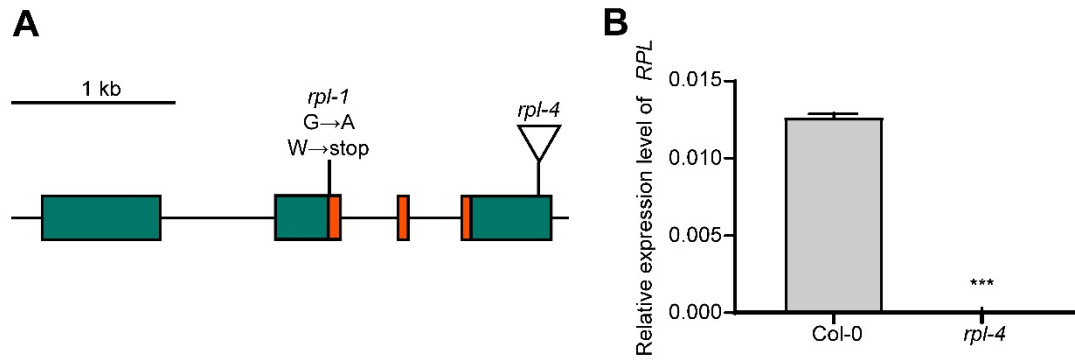 A
1 kb
rpl-1
G→A
W→stop
rpl-4
B
Relative expression level of RPL
0.015
0.010
0.005
0.000
***
Col-0
rpl-4